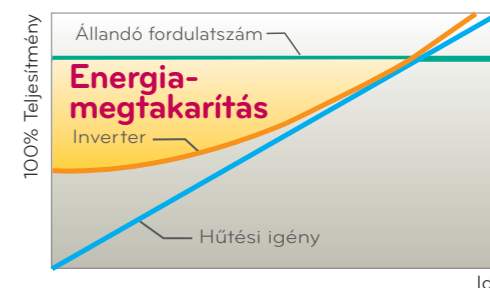 Állandó fordulatszám
Energia-
megtakarítás
Inverter
Hűtési igény
100% Teljesítmény